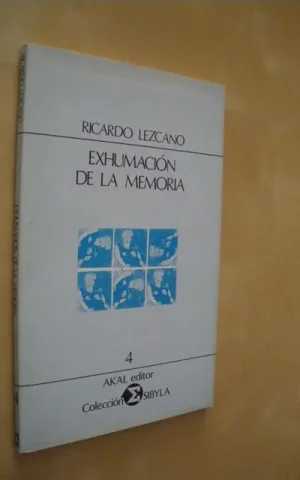 RICARDO LEZCANO
EXHUMACIÓN
DE LA MEMORIA
4
AKAL editor
Colección Σ SIBYLA